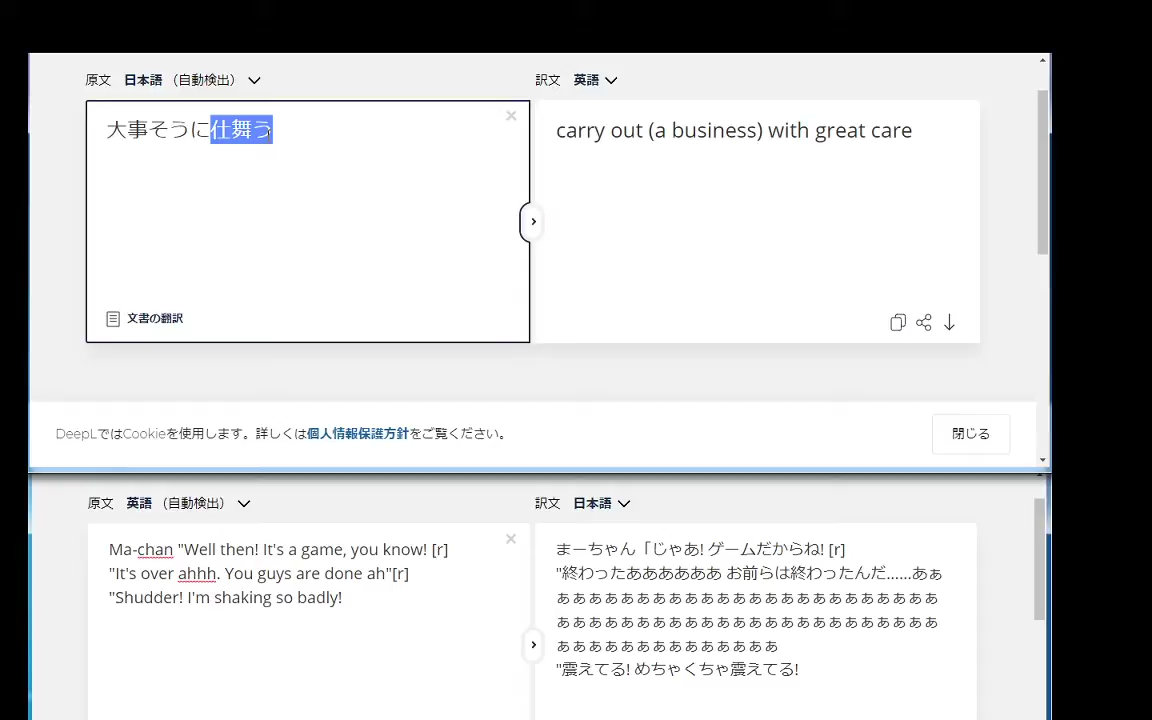 原文 日本語 (自動検出)
訳文 英語
大事そうに仕舞う
carry out (a business) with great care
文書の翻訳
DeepLではCookieを使用します。詳しくは個人情報保護方針をご覧ください。
閉じる
原文 英語 (自動検出)
訳文 日本語
Ma-chan "Well then! It's a game, you know! [r]
"It's over ahhh. You guys are done ah"[r]
"Shudder! I'm shaking so badly!
まーちゃん「じゃあ! ゲームだからね! [r]
"終わったああああああ お前らは終わったんだ……あぁ
ああああああああああああああああああああああああ
ああああああああああああああああああああああああ
ああああああああああああああ
"震えてる! めちゃくちゃ震えてる!